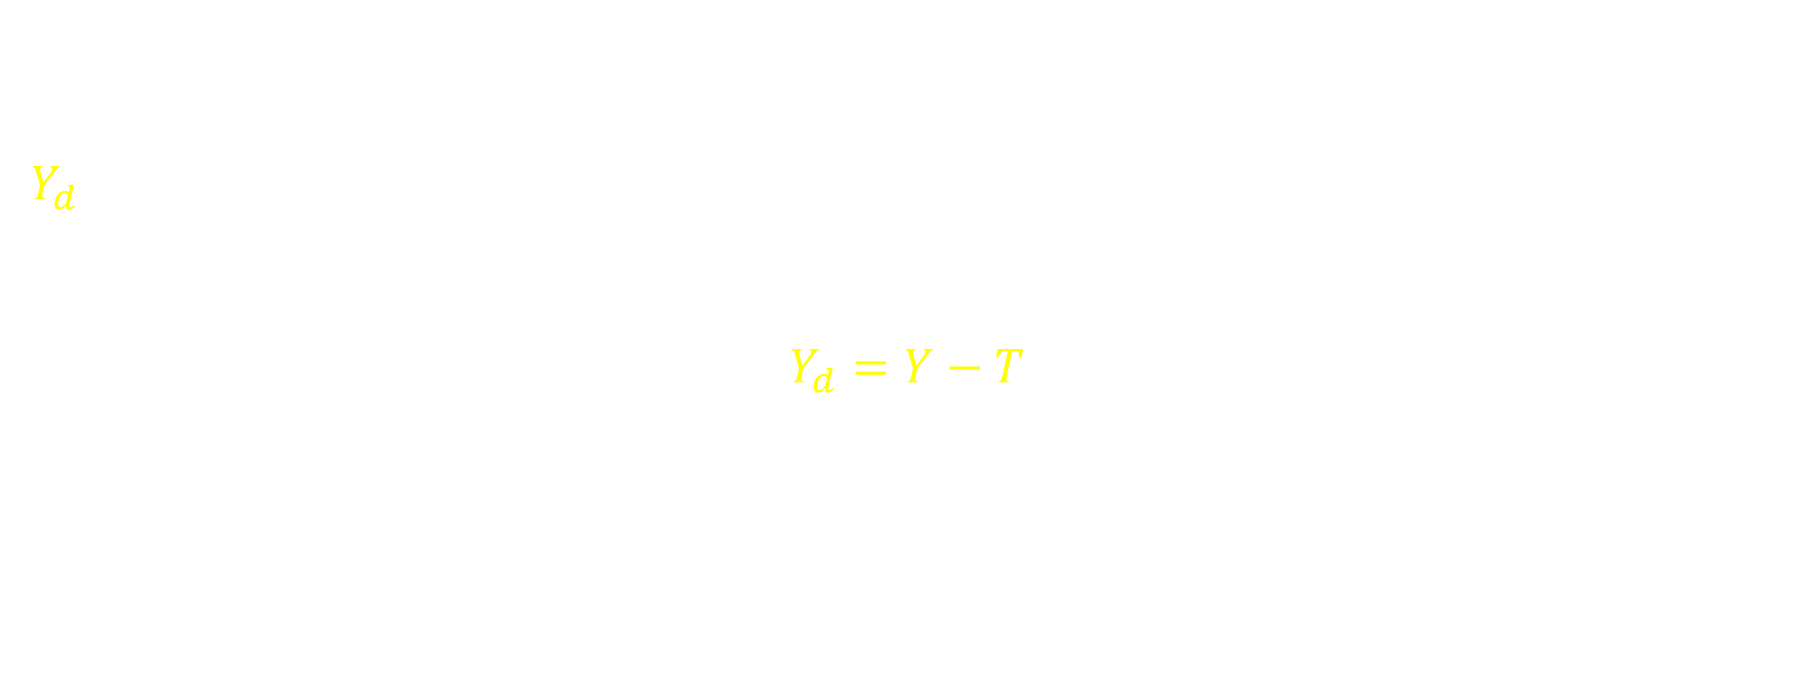 Y_d
Y_d = Y − T